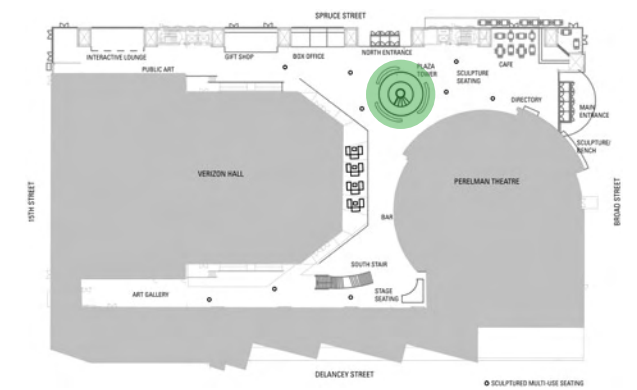 SPRUCE STREET
INTERACTIVE LOUNGE
GIFT SHOP
BOX OFFICE
NORTH ENTRANCE
CAFE
PUBLIC ART
PLAZA
TOWER
SCULPTURE
SEATING
DIRECTORY
MAIN
ENTRANCE
SCULPTURE/
BENCH
VERIZON HALL
PERELMAN THEATRE
15TH STREET
BROAD STREET
BAR
SOUTH STAIR
ART GALLERY
STAGE
SEATING
DELANCEY STREET
SCULPTURED MULTI-USE SEATING